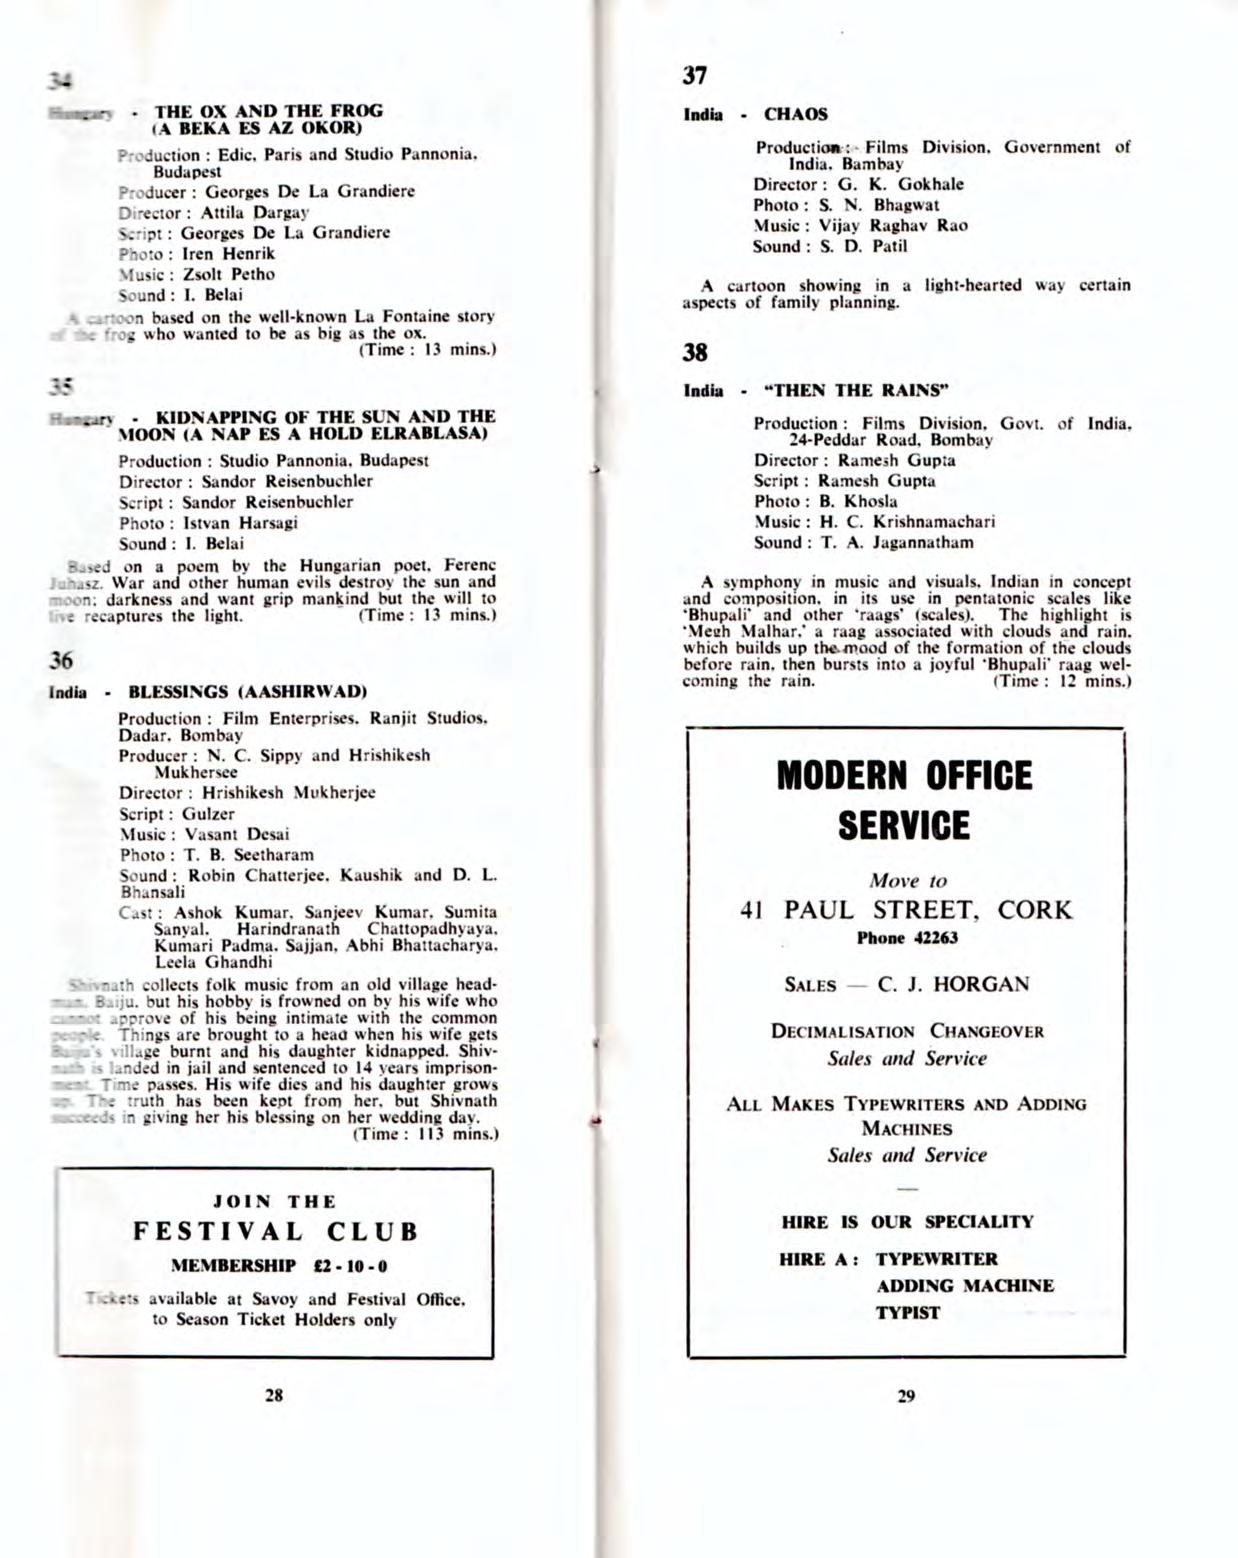 34
Hungary - THE OX AND THE FROG
(A BEKA ES AZ OKOR)
Production : Edic, Paris and Studio Pannonia,
Budapest
Producer : Georges De La Grandiere
Director : Attila Dargay
Script : Georges De La Grandiere
Photo : Iren Henrik
Music : Zsolt Petho
Sound : I. Belai
A cartoon based on the well-known La Fontaine story
of the frog who wanted to be as big as the ox.
(Time : 13 mins.)
35
Hungary - KIDNAPPING OF THE SUN AND THE
MOON (A NAP ES A HOLD ELRABLASA)
Production : Studio Pannonia, Budapest
Director : Sandor Reisenbuchler
Script : Sandor Reisenbuchler
Photo : Istvan Harsagi
Sound : I. Belai
Based on a poem by the Hungarian poet, Ferenc
Juhasz. War and other human evils destroy the sun and
moon; darkness and want grip mankind but the will to
live recaptures the light. (Time : 13 mins.)
36
India - BLESSINGS (AASHIRWAD)
Production : Film Enterprises, Ranjit Studios,
Dadar, Bombay
Producer : N. C. Sippy and Hrishikesh
Mukhersee
Director : Hrishikesh Mukherjee
Script : Gulzer
Music : Vasant Desai
Photo : T. B. Seetharam
Sound : Robin Chatterjee, Kaushik and D. L.
Bhansali
Cast : Ashok Kumar, Sanjeev Kumar, Sumita
Sanyal, Harindranath Chattopadhyaya,
Kumari Padma, Sajjan, Abhi Bhattacharya,
Leela Ghandhi
Shivnath collects folk music from an old village head-
man, Baiju, but his hobby is frowned on by his wife who
cannot approve of his being intimate with the common
people. Things are brought to a head when his wife gets
Baiju's village burnt and his daughter kidnapped. Shiv-
nath is landed in jail and sentenced to 14 years imprison-
ment. Time passes. His wife dies and his daughter grows
up. The truth has been kept from her, but Shivnath
succeeds in giving her his blessing on her wedding day.
(Time : 113 mins.)
JOIN THE
FESTIVAL CLUB
MEMBERSHIP £2-10-0
Tickets available at Savoy and Festival Office,
to Season Ticket Holders only
28
37
India - CHAOS
Production : Films Division, Government of
India, Bambay
Director : G. K. Gokhale
Photo : S. N. Bhagwat
Music : Vijay Raghav Rao
Sound : S. D. Patil
A cartoon showing in a light-hearted way certain
aspects of family planning.
38
India - "THEN THE RAINS"
Production : Films Division, Govt. of India,
24-Peddar Road, Bombay
Director : Ramesh Gupta
Script : Ramesh Gupta
Photo : B. Khosla
Music : H. C. Krishnamachari
Sound : T. A. Jagannatham
A symphony in music and visuals, Indian in concept
and composition, in its use in pentatonic scales like
'Bhupali' and other 'raags' (scales). The highlight is
'Megh Malhar,' a raag associated with clouds and rain,
which builds up the mood of the formation of the clouds
before rain, then bursts into a joyful 'Bhupali' raag wel-
coming the rain. (Time : 12 mins.)
MODERN OFFICE
SERVICE
Move to
41 PAUL STREET, CORK
Phone 42263
SALES — C. J. HORGAN
DECIMALISATION CHANGEOVER
Sales and Service
ALL MAKES TYPEWRITERS AND ADDING
MACHINES
Sales and Service
—
HIRE IS OUR SPECIALITY
HIRE A : TYPEWRITER
ADDING MACHINE
TYPIST
29